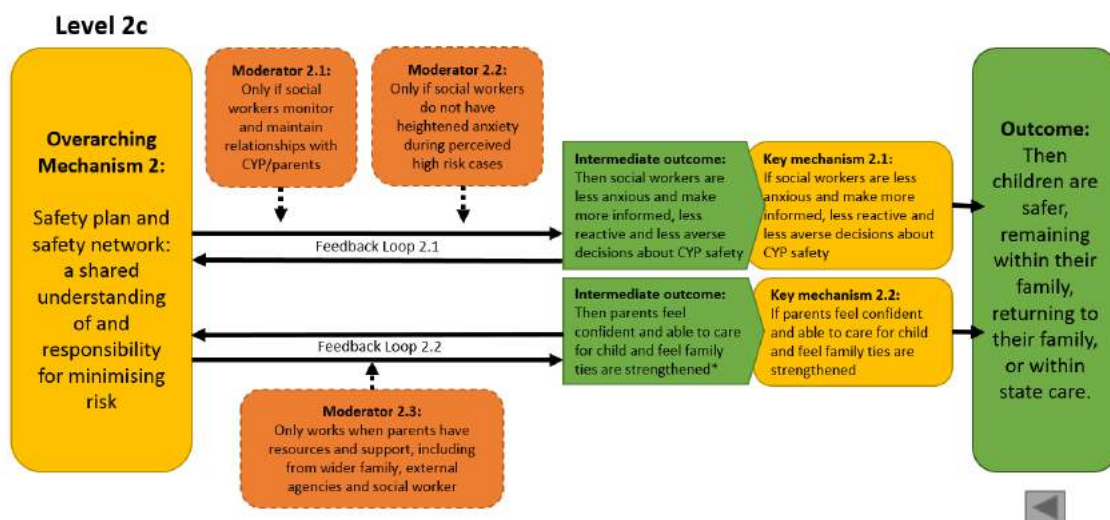 Level 2c
Overarching
Mechanism 2:
Safety plan and
safety network:
a shared
understanding
of and
responsibility
for minimising
risk
Moderator 2.1:
Only if social
workers monitor
and maintain
relationships with
CYP/parents
Moderator 2.2:
Only if social workers
do not have
heightened anxiety
during perceived
high risk cases
Feedback Loop 2.1
Intermediate outcome:
Then social workers are
less anxious and make
more informed, less
reactive and less averse
decisions about CYP safety
Key mechanism 2.1:
If social workers are less
anxious and make more
informed, less reactive and
less averse decisions about
CYP safety
Feedback Loop 2.2
Intermediate outcome:
Then parents feel
confident and able to care
for child and feel family
ties are strengthened*
Key mechanism 2.2:
If parents feel confident
and able to care for child
and feel family ties are
strengthened
Moderator 2.3:
Only works when parents have
resources and support, including
from wider family, external
agencies and social worker
Outcome:
Then
children are
safer,
remaining
within their
family,
returning to
their family,
or within
state care.